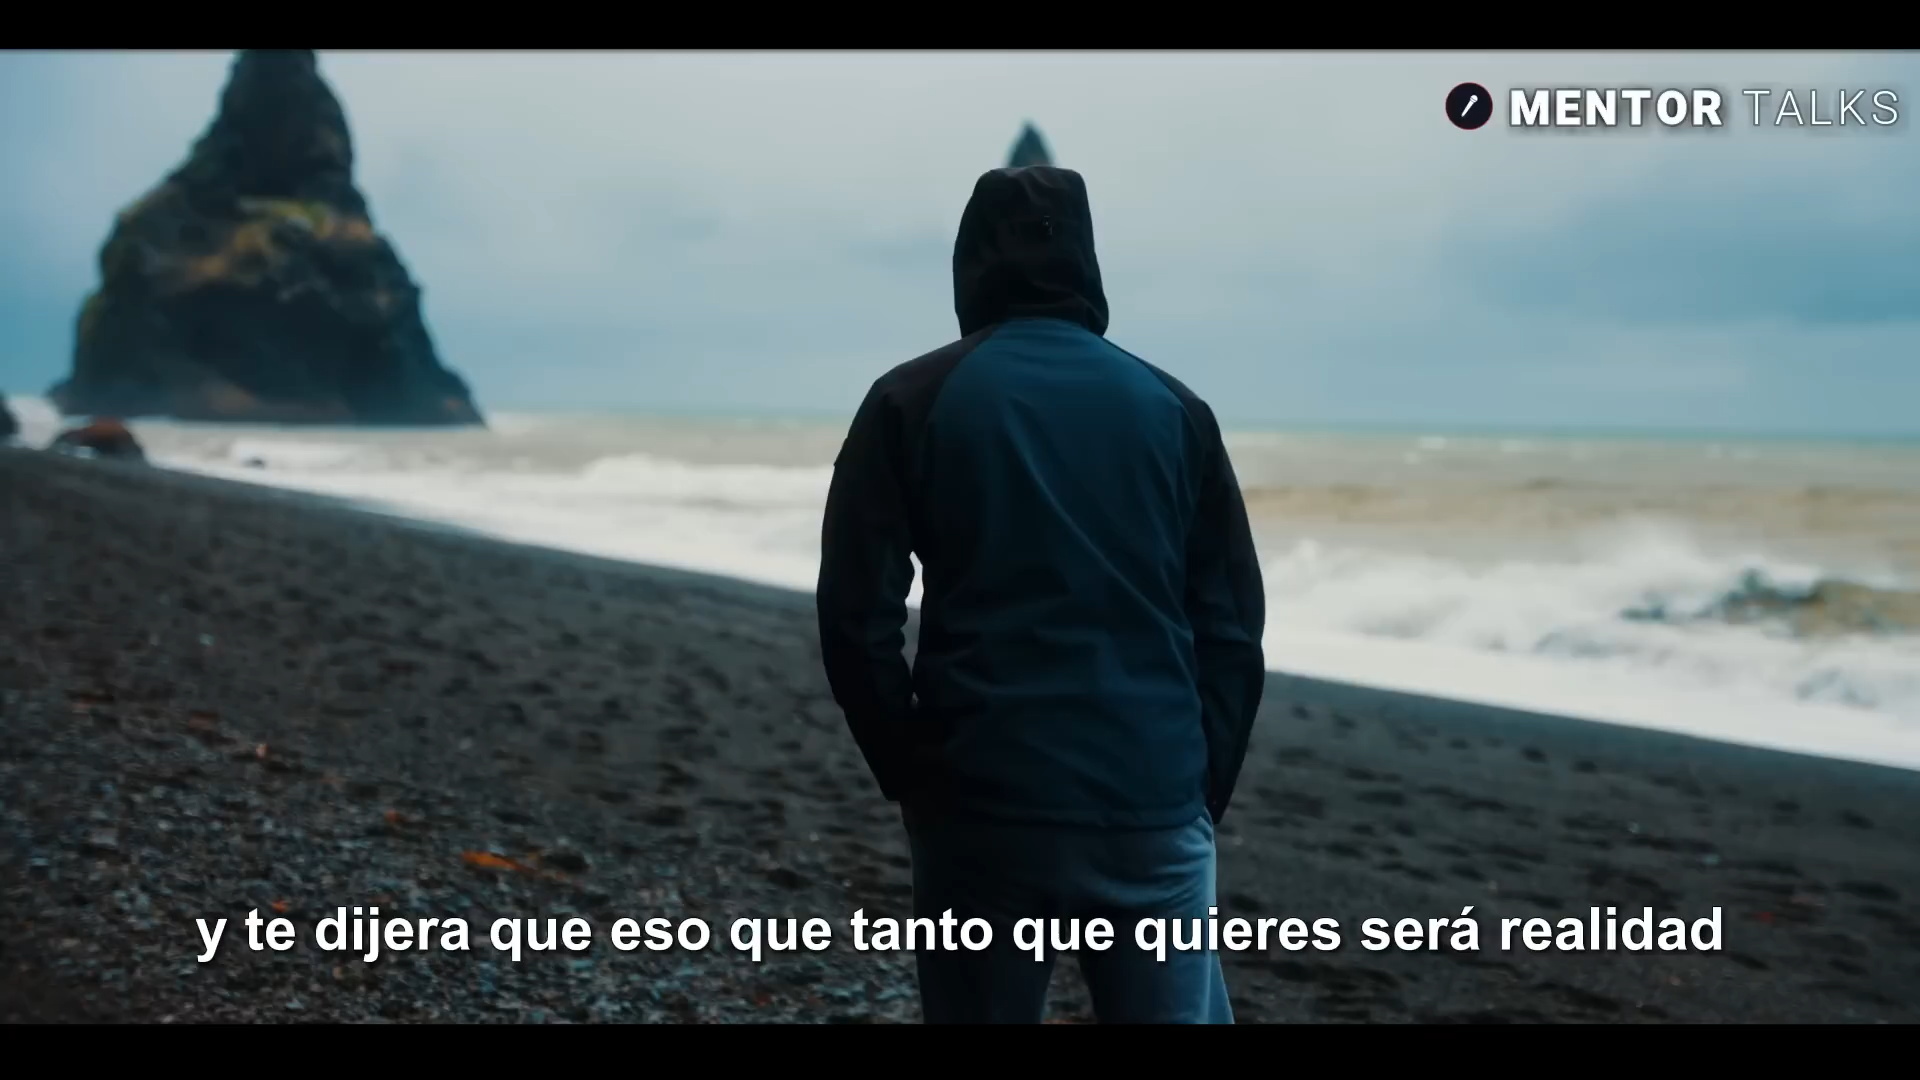 MENTOR TALKS
y te dijera que eso que tanto que quieres será realidad